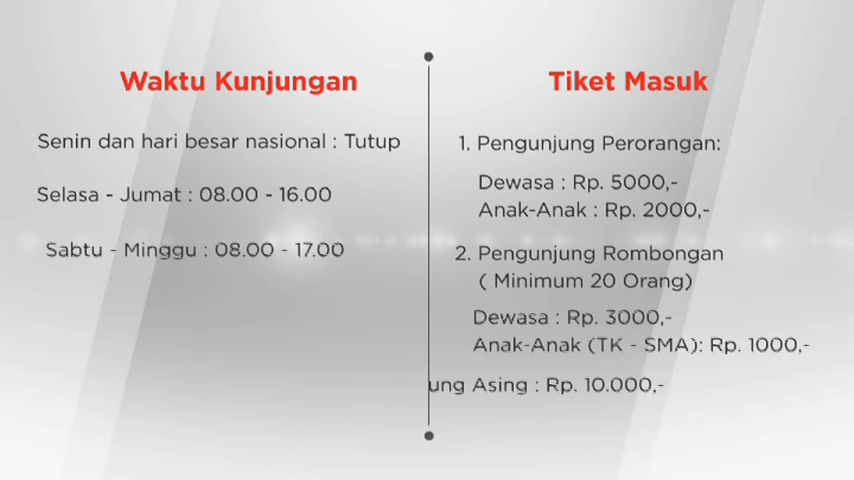 Waktu Kunjungan
Senin dan hari besar nasional : Tutup
Selasa - Jumat : 08.00 - 16.00
Sabtu - Minggu : 08.00 - 17.00
Tiket Masuk
1. Pengunjung Perorangan:
Dewasa : Rp. 5000,-
Anak-Anak : Rp. 2000,-
2. Pengunjung Rombongan
( Minimum 20 Orang)
Dewasa : Rp. 3000,-
Anak-Anak (TK - SMA): Rp. 1000,-
ung Asing : Rp. 10.000,-